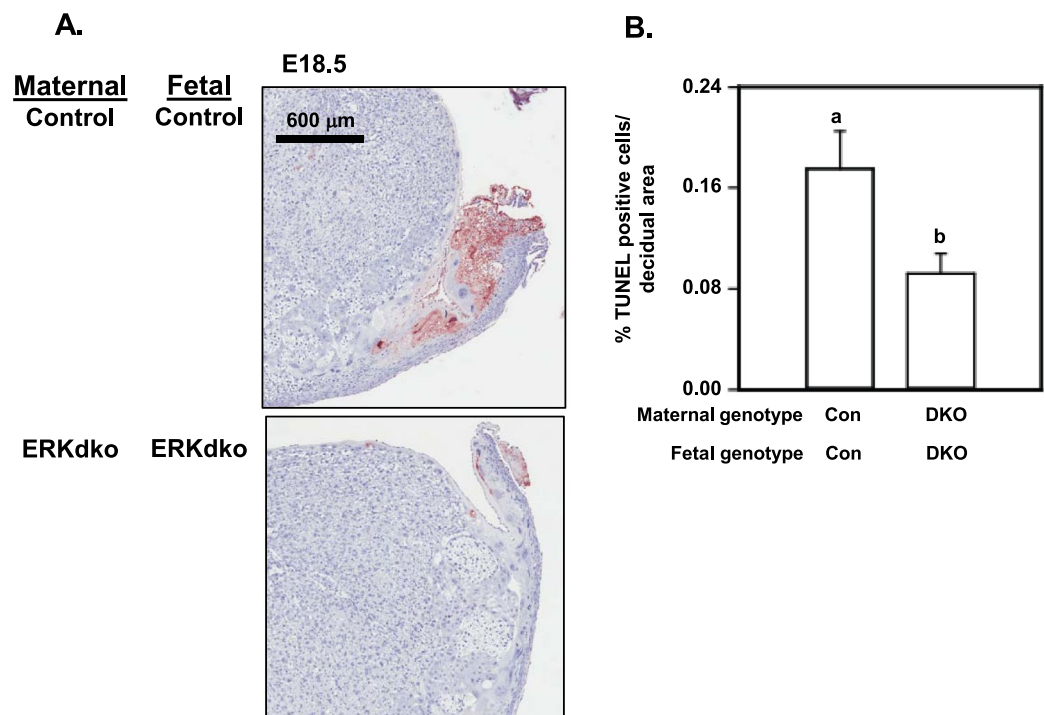 A.
Maternal Fetal
Control Control
E18.5
600 μm
ERKdko ERKdko
B.
% TUNEL positive cells/
decidual area
0.24
0.16
0.08
0.00
a
b
Maternal genotype Con DKO
Fetal genotype Con DKO